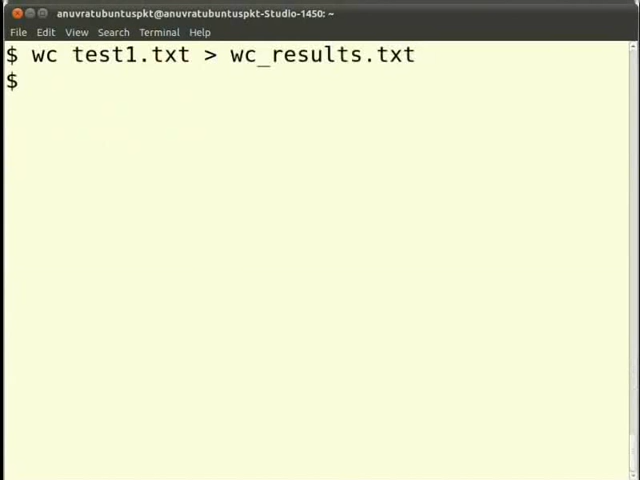 anuvratubuntuspkt@anuvratubuntuspkt-Studio-1450: ~
File Edit View Search Terminal Help
$ wc test1.txt > wc_results.txt
$